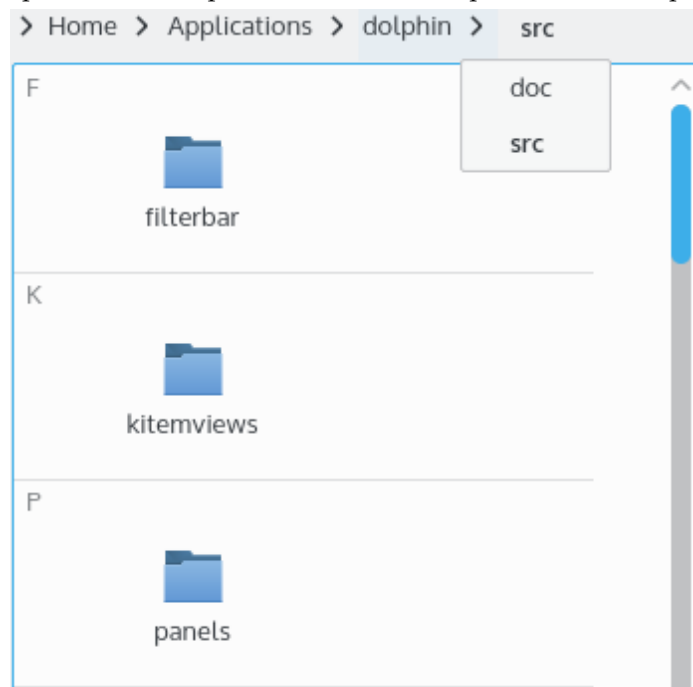 > Home > Applications > dolphin > src
doc
src
F
filterbar
K
kitemviews
P
panels